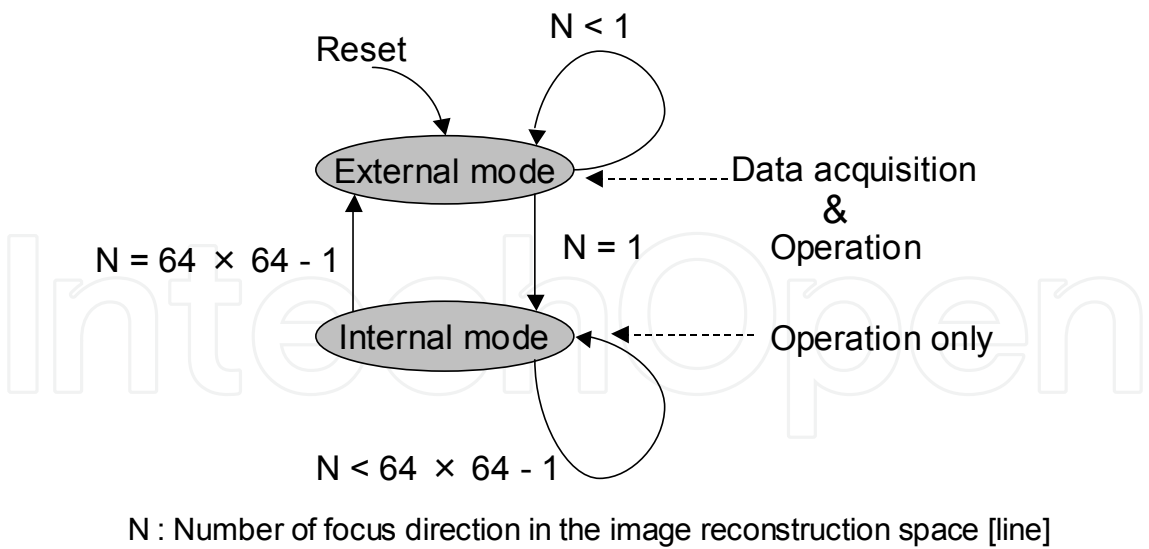 N < 1
Reset
External mode
Data acquisition
&
Operation
N = 64 × 64 - 1
N = 1
Internal mode
Operation only
N < 64 × 64 - 1
N : Number of focus direction in the image reconstruction space [line]
IntechOpen